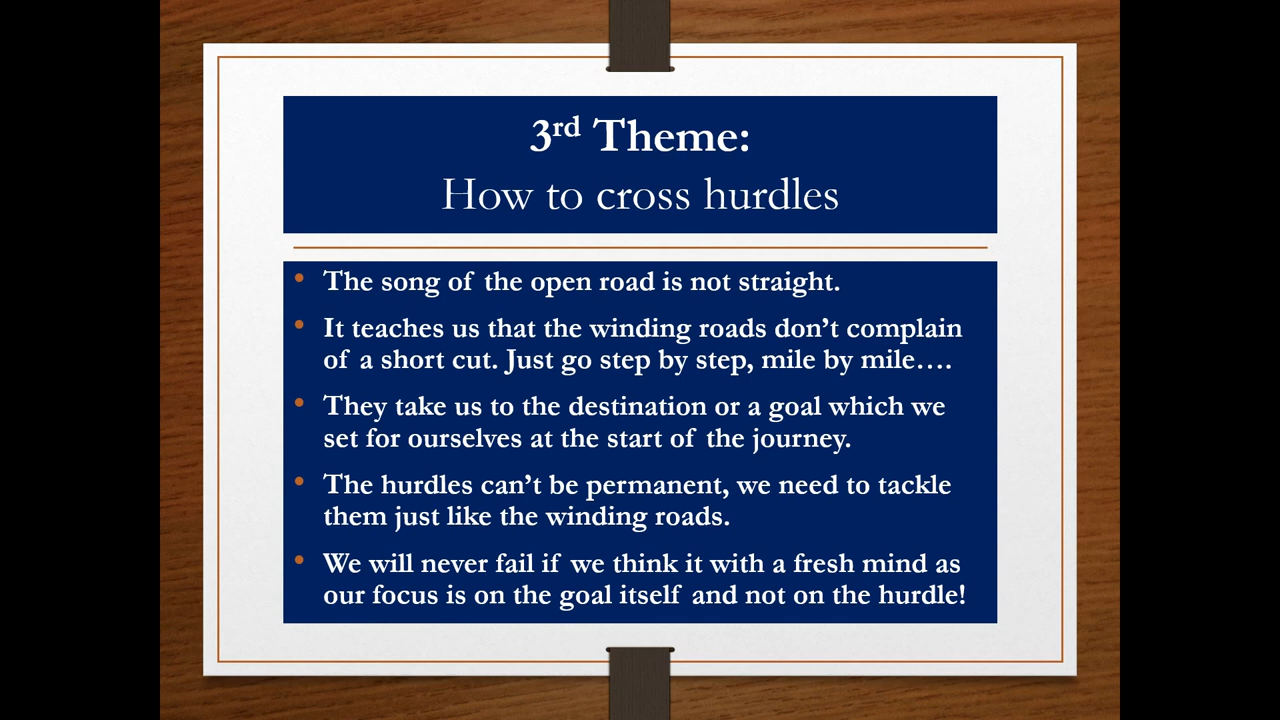 3rd Theme:
How to cross hurdles
• The song of the open road is not straight.
• It teaches us that the winding roads don’t complain
of a short cut. Just go step by step, mile by mile….
• They take us to the destination or a goal which we
set for ourselves at the start of the journey.
• The hurdles can’t be permanent, we need to tackle
them just like the winding roads.
• We will never fail if we think it with a fresh mind as
our focus is on the goal itself and not on the hurdle!